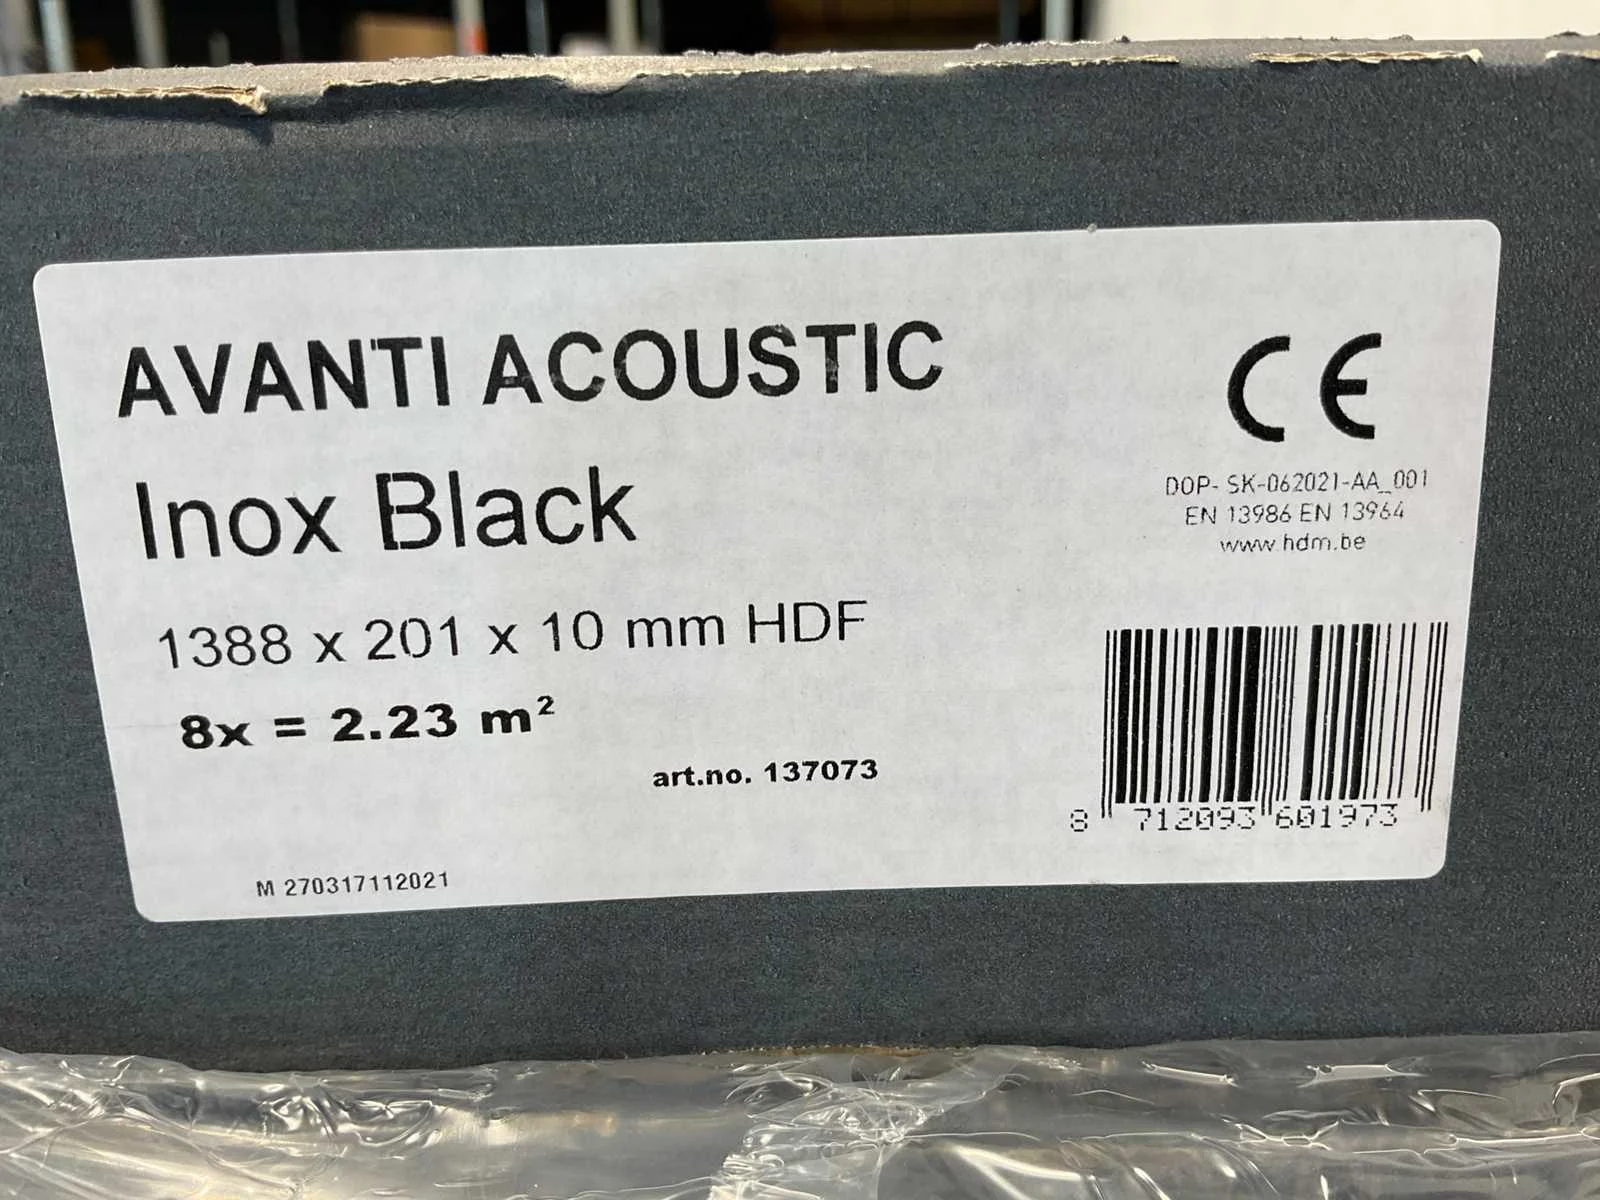 AVANTI ACOUSTIC
Inox Black
1388 x 201 x 10 mm HDF
8x = 2.23 m²
art.no. 137073
M 270317112021
CE
DOP- SK-062021-AA_001
EN 13986 EN 13964
www.hdm.be
8 712093 601973